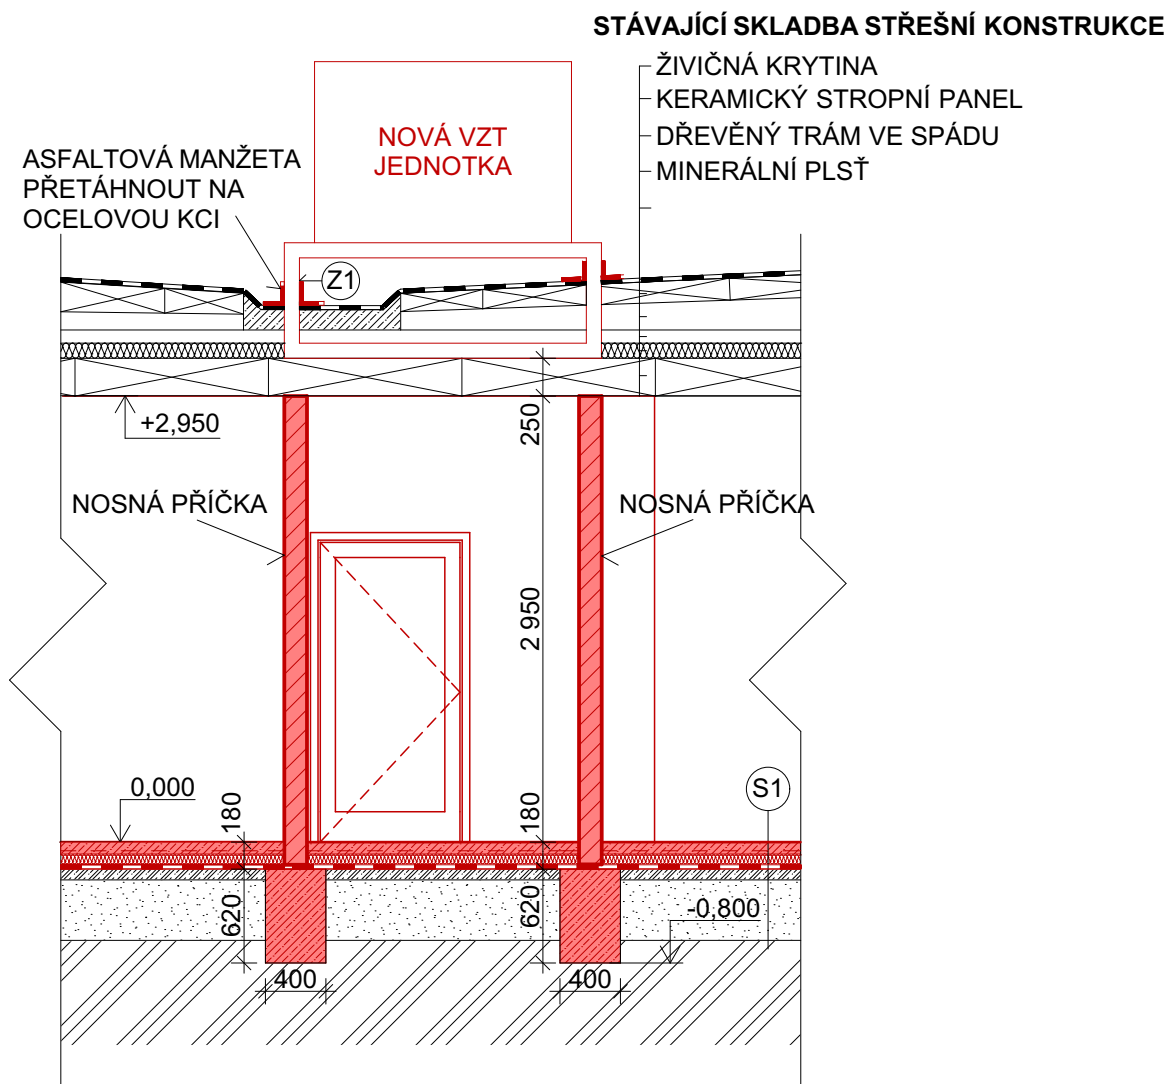 STÁVAJÍCÍ SKLADBA STŘEŠNÍ KONSTRUKCE
ŽIVIČNÁ KRYTINA
KERAMICKÝ STROPNÍ PANEL
DŘEVĚNÝ TRÁM VE SPÁDU
MINERÁLNÍ PLSŤ
NOVÁ VZT
JEDNOTKA
ASFALTOVÁ MANŽETA
PŘETÁHNOUT NA
OCELOVOU KCI
Z1
+2,950
250
NOSNÁ PŘÍČKA
NOSNÁ PŘÍČKA
2 950
0,000
180
180
S1
620
620
-0,800
400
400